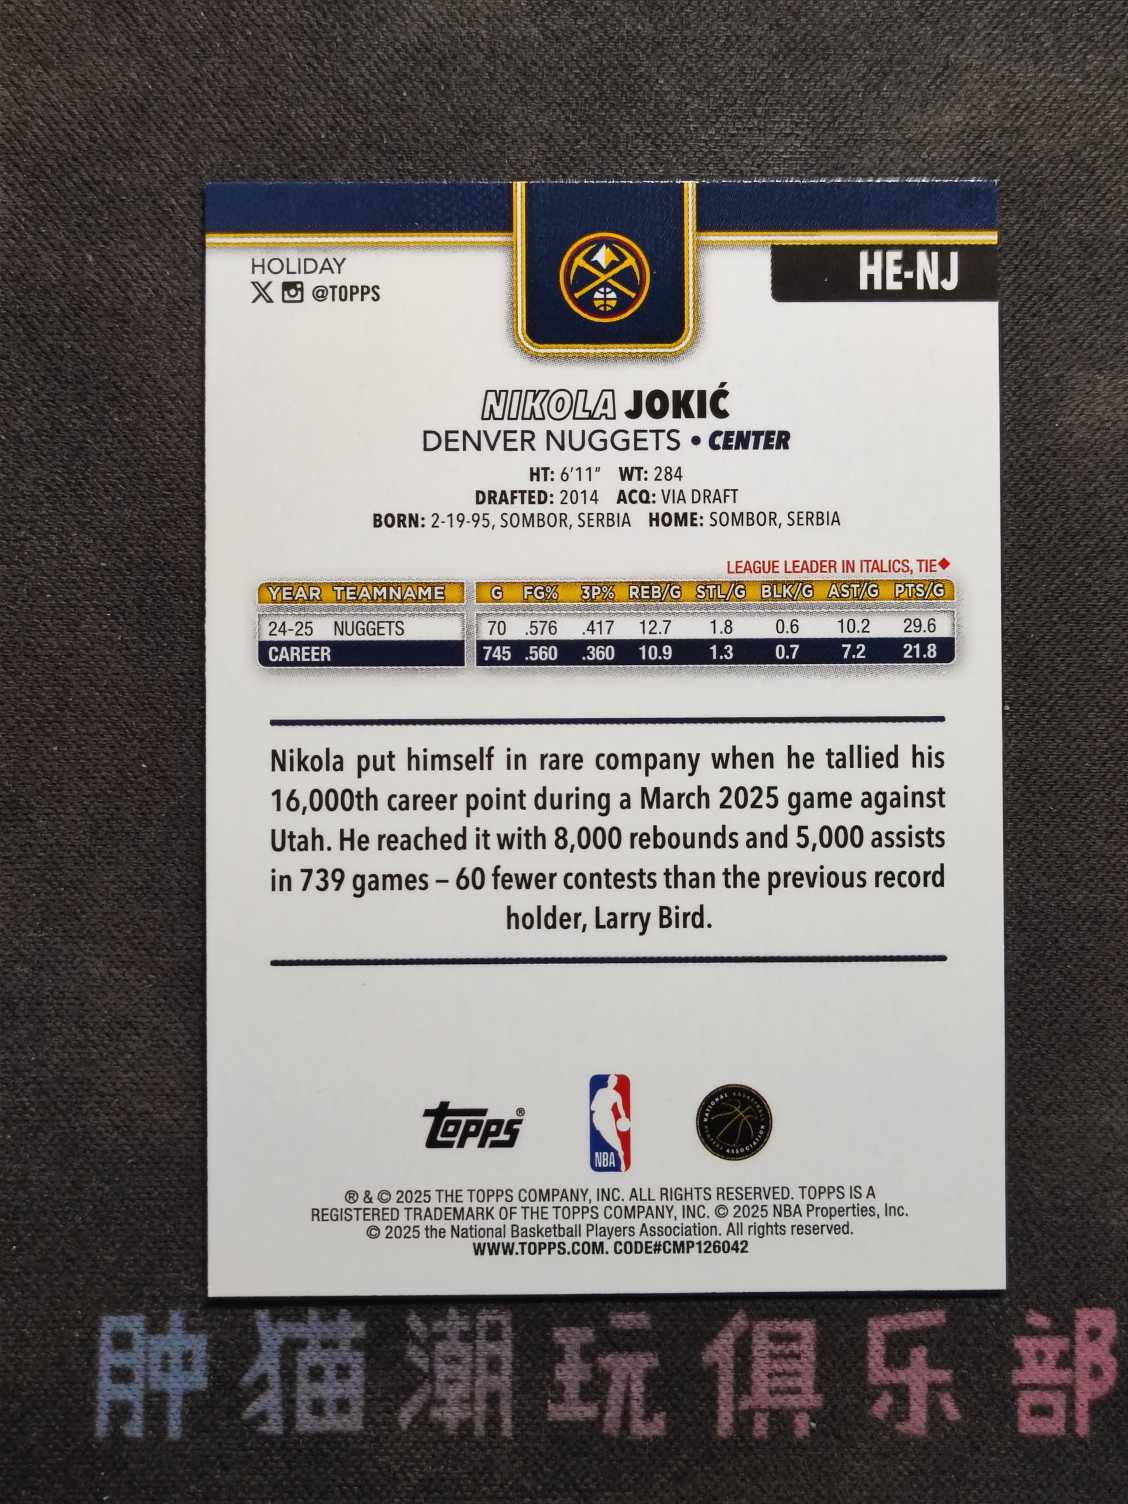 HOLIDAY
@TOPPS
HE-NJ
NIKOLA JOKIĆ
DENVER NUGGETS • CENTER
HT: 6'11" WT: 284
DRAFTED: 2014 ACQ: VIA DRAFT
BORN: 2-19-95, SOMBOR, SERBIA HOME: SOMBOR, SERBIA
LEAGUE LEADER IN ITALICS, TIE◆
YEAR TEAMNAME G FG% 3P% REB/G STL/G BLK/G AST/G PTS/G
24-25 NUGGETS 70 .576 .417 12.7 1.8 0.6 10.2 29.6
CAREER 745 .560 .360 10.9 1.3 0.7 7.2 21.8
Nikola put himself in rare company when he tallied his
16,000th career point during a March 2025 game against
Utah. He reached it with 8,000 rebounds and 5,000 assists
in 739 games – 60 fewer contests than the previous record
holder, Larry Bird.
TOPPS®
NBA
NATIONAL BASKETBALL PLAYERS ASSOCIATION
® & © 2025 THE TOPPS COMPANY, INC. ALL RIGHTS RESERVED. TOPPS IS A
REGISTERED TRADEMARK OF THE TOPPS COMPANY, INC. © 2025 NBA Properties, Inc.
© 2025 the National Basketball Players Association. All rights reserved.
WWW.TOPPS.COM. CODE#CMP126042
肿猫潮玩俱乐部